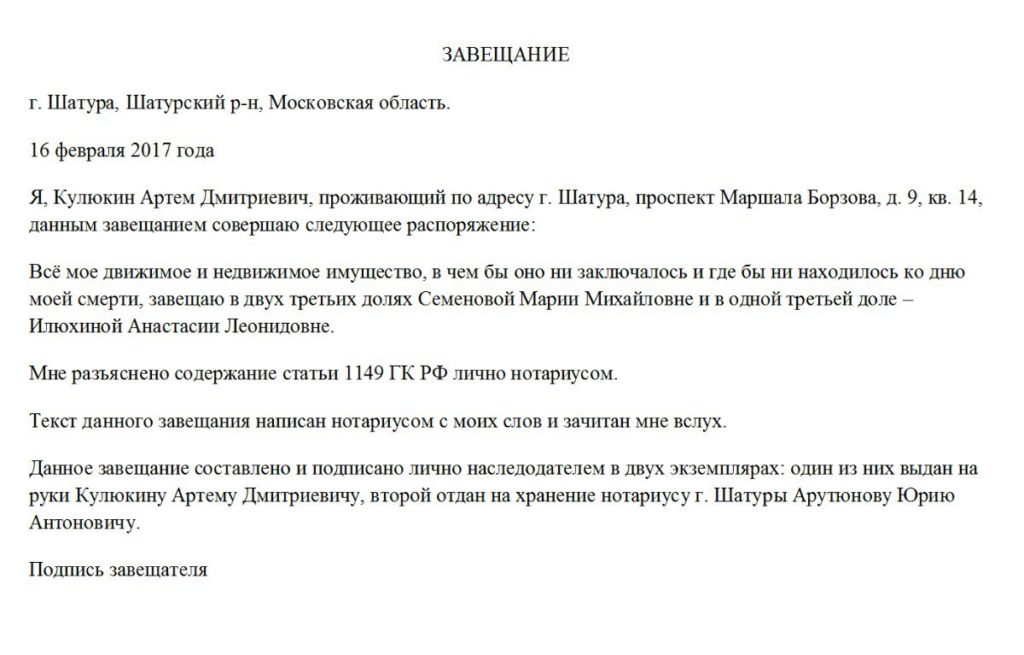 ЗАВЕЩАНИЕ
г. Шатура, Шатурский р-н, Московская область.
16 февраля 2017 года
Я, Кулюкин Артем Дмитриевич, проживающий по адресу г. Шатура, проспект Маршала Борзова, д. 9, кв. 14,
данным завещанием совершаю следующее распоряжение:
Всё мое движимое и недвижимое имущество, в чем бы оно ни заключалось и где бы ни находилось ко дню
моей смерти, завещаю в двух третьих долях Семеновой Марии Михайловне и в одной третьей доле –
Илюхиной Анастасии Леонидовне.
Мне разъяснено содержание статьи 1149 ГК РФ лично нотариусом.
Текст данного завещания написан нотариусом с моих слов и зачитан мне вслух.
Данное завещание составлено и подписано лично наследодателем в двух экземплярах: один из них выдан на
руки Кулюкину Артему Дмитриевичу, второй отдан на хранение нотариусу г. Шатуры Арутюнову Юрию
Антоновичу.
Подпись завещателя